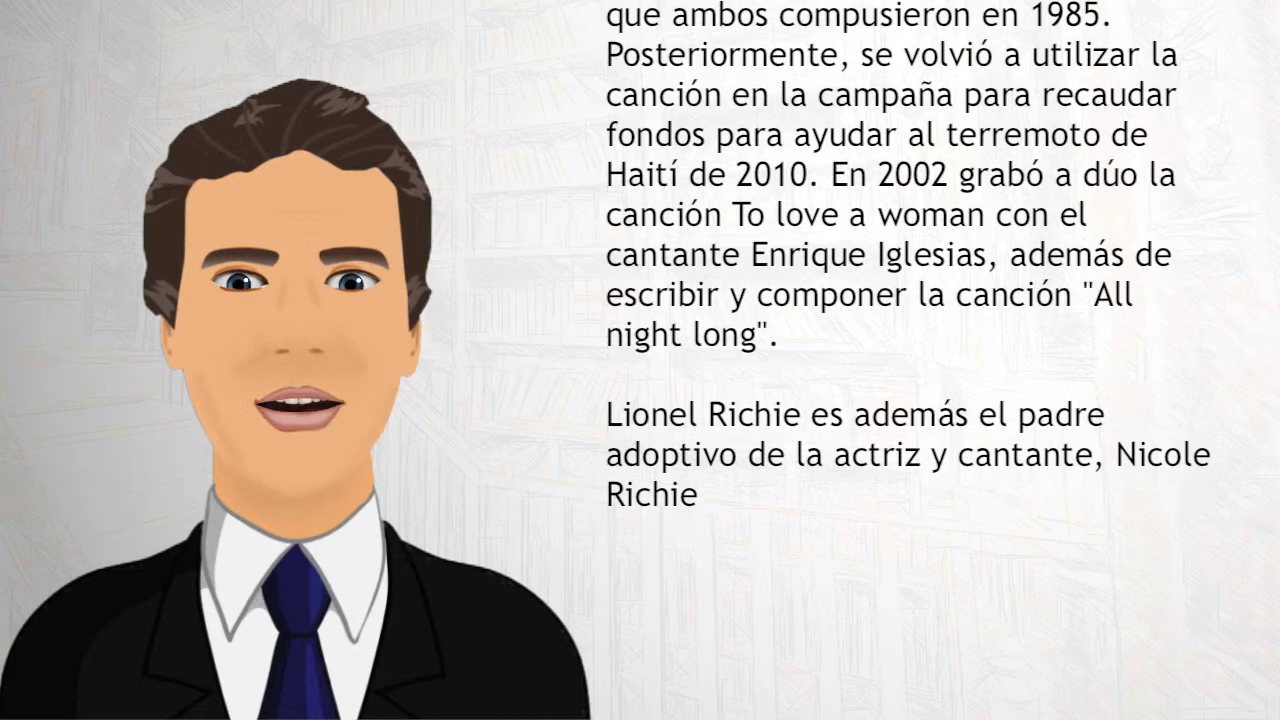 que ambos compusieron en 1985.
Posteriormente, se volvió a utilizar la
canción en la campaña para recaudar
fondos para ayudar al terremoto de
Haití de 2010. En 2002 grabó a dúo la
canción To love a woman con el
cantante Enrique Iglesias, además de
escribir y componer la canción "All
night long".
Lionel Richie es además el padre
adoptivo de la actriz y cantante, Nicole
Richie